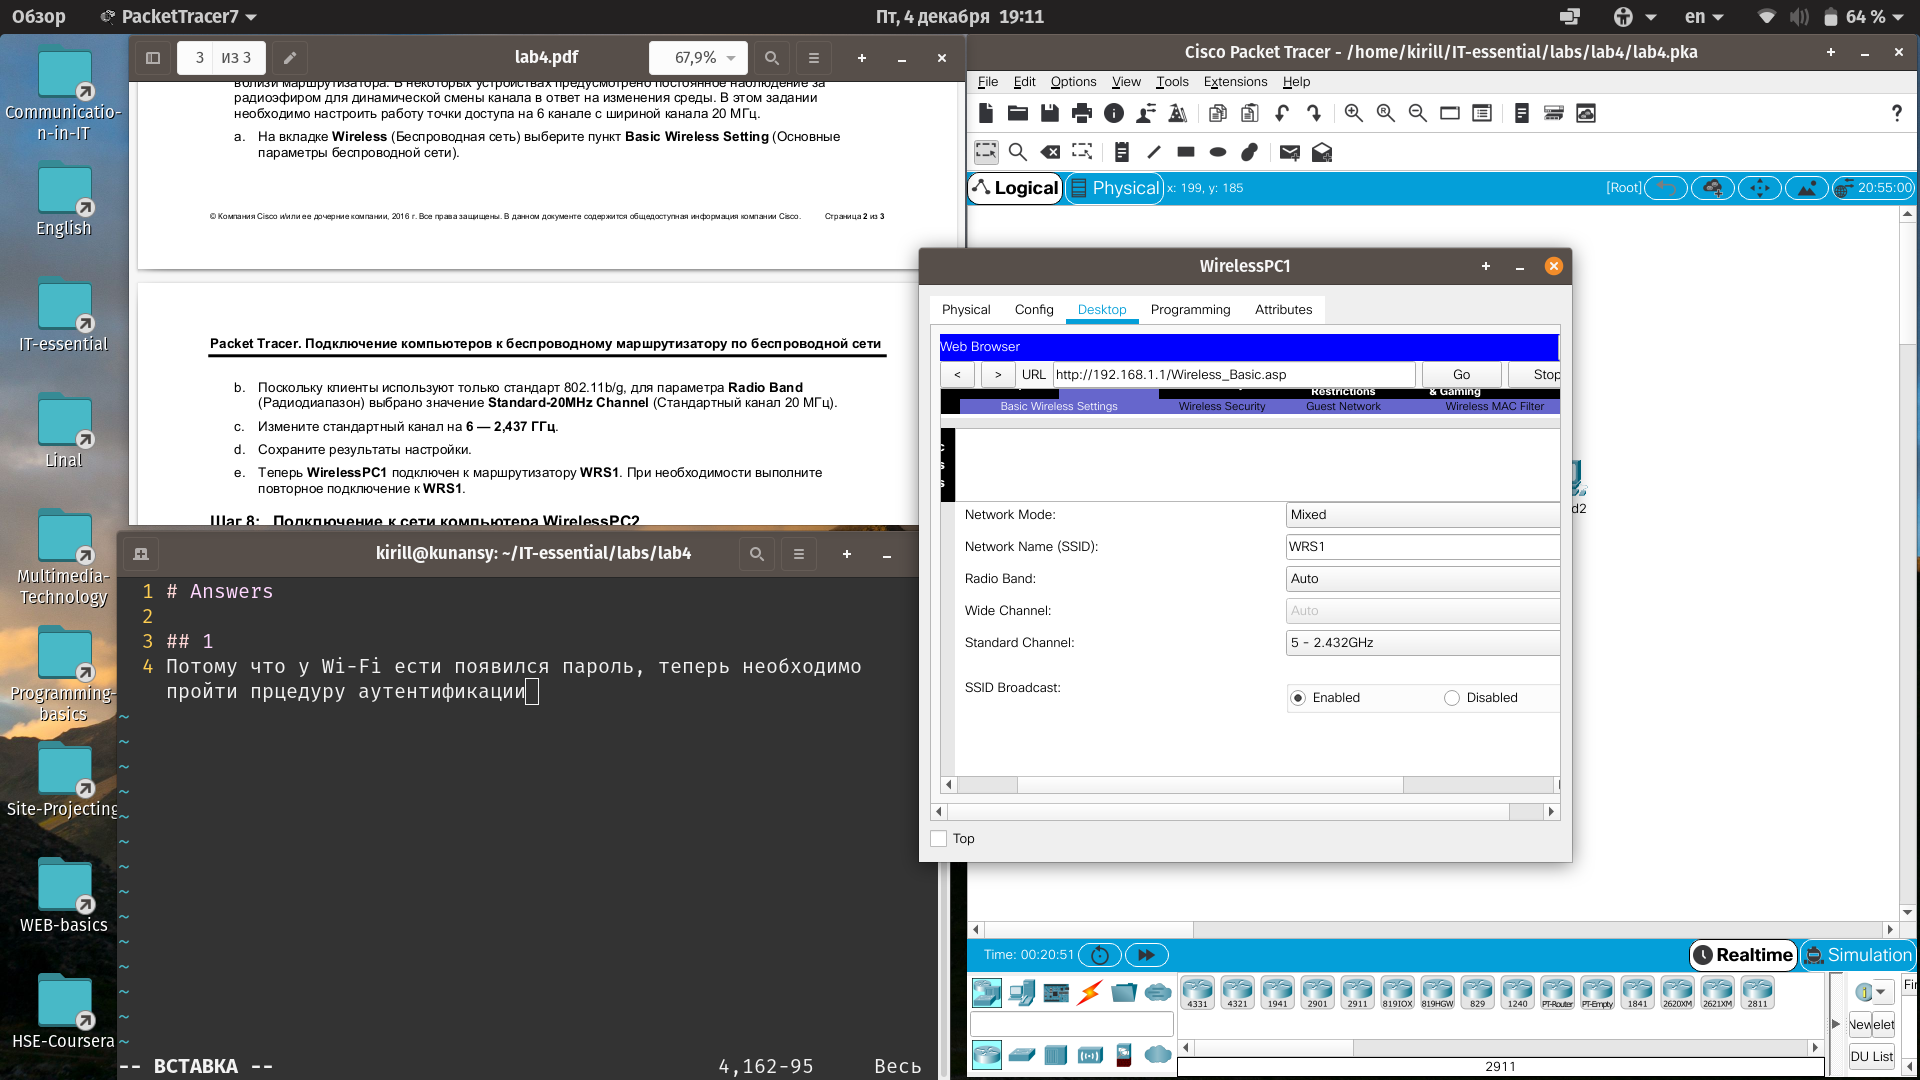 Обзор
PacketTracer7
Пт, 4 декабря 19:11
en
64 %
Communicatio-
n-in-IT
English
IT-essential
Linal
Multimedia-
Technology
Programming-
basics
Site-Projecting
WEB-basics
HSE-Coursera
3 из 3
lab4.pdf
67,9%
вблизи маршрутизатора. В некоторых устройствах предусмотрено постоянное наблюдение за
радиоэфиром для динамической смены канала в ответ на изменения среды. В этом задании
необходимо настроить работу точки доступа на 6 канале с шириной канала 20 МГц.
a. На вкладке Wireless (Беспроводная сеть) выберите пункт Basic Wireless Setting (Основные
параметры беспроводной сети).
© Компания Cisco и/или ее дочерние компании, 2016 г. Все права защищены. В данном документе содержится общедоступная информация компании Cisco. Страница 2 из 3
Packet Tracer. Подключение компьютеров к беспроводному маршрутизатору по беспроводной сети
b. Поскольку клиенты используют только стандарт 802.11b/g, для параметра Radio Band
(Радиодиапазон) выбрано значение Standard-20MHz Channel (Стандартный канал 20 МГц).
c. Измените стандартный канал на 6 — 2,437 ГГц.
d. Сохраните результаты настройки.
e. Теперь WirelessPC1 подключен к маршрутизатору WRS1. При необходимости выполните
повторное подключение к WRS1.
Шаг 8: Подключение к сети компьютера WirelessPC2
kirill@kunansy: ~/IT-essential/labs/lab4
1 # Answers
2
3 ## 1
4 Потому что у Wi-Fi ести появился пароль, теперь необходимо
пройти прцедуру аутентификации
~
~
~
~
~
~
~
~
~
~
~
~
~
~
-- ВСТАВКА -- 4,162-95 Весь
Cisco Packet Tracer - /home/kirill/IT-essential/labs/lab4/lab4.pka
File Edit Options View Tools Extensions Help
Logical Physical x: 199, y: 185 [Root] 20:55:00
WirelessPC1
Physical Config Desktop Programming Attributes
Web Browser
< > URL http://192.168.1.1/Wireless_Basic.asp Go Stop
Restrictions & Gaming
Basic Wireless Settings Wireless Security Guest Network Wireless MAC Filter
c
s
s
Network Mode: Mixed
Network Name (SSID): WRS1
Radio Band: Auto
Wide Channel: Auto
Standard Channel: 5 - 2.432GHz
SSID Broadcast: Enabled Disabled
Top
d2
Time: 00:20:51 Realtime Simulation
4331 4321 1941 2901 2911 819IOX 819HGW 829 1240 PT-Router PT-Empty 1841 2620XM 2621XM 2811
Fir
New elet
DU List
2911